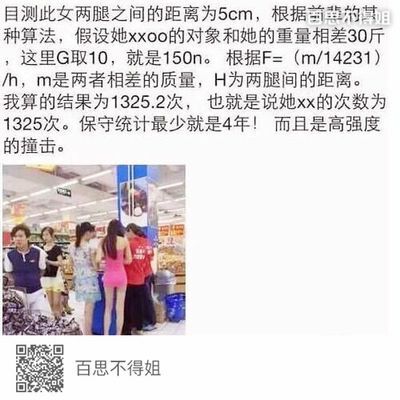 目测此女两腿之间的距离为5cm，根据前辈的某
百思不得姐
种算法，假设她xxoo的对象和她的重量相差30斤
，这里G取10，就是150n。 根据F=（m/14231）
/h，m是两者相差的质量，H为两腿间的距离。
我算的结果为1325.2次， 也就是说她xx的次数为
1325次。保守统计最少就是4年！ 而且是高强度
的撞击。
百思不得姐